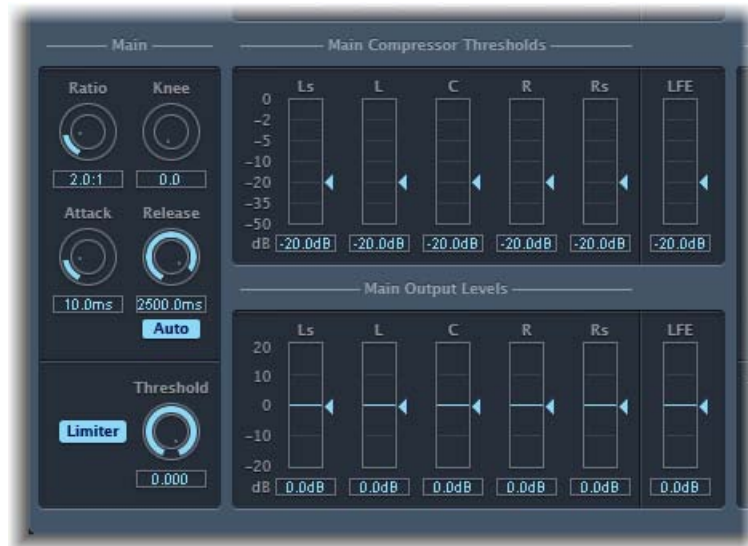 Main
Ratio Knee
2.0:1 0.0
Attack Release
10.0ms 2500.0ms
Auto
Threshold
Limiter
0.000
Main Compressor Thresholds
Ls L C R Rs LFE
0
-2
-5
-10
-20
-35
-50
dB -20.0dB -20.0dB -20.0dB -20.0dB -20.0dB -20.0dB
Main Output Levels
Ls L C R Rs LFE
20
10
0
-10
-20
dB 0.0dB 0.0dB 0.0dB 0.0dB 0.0dB 0.0dB